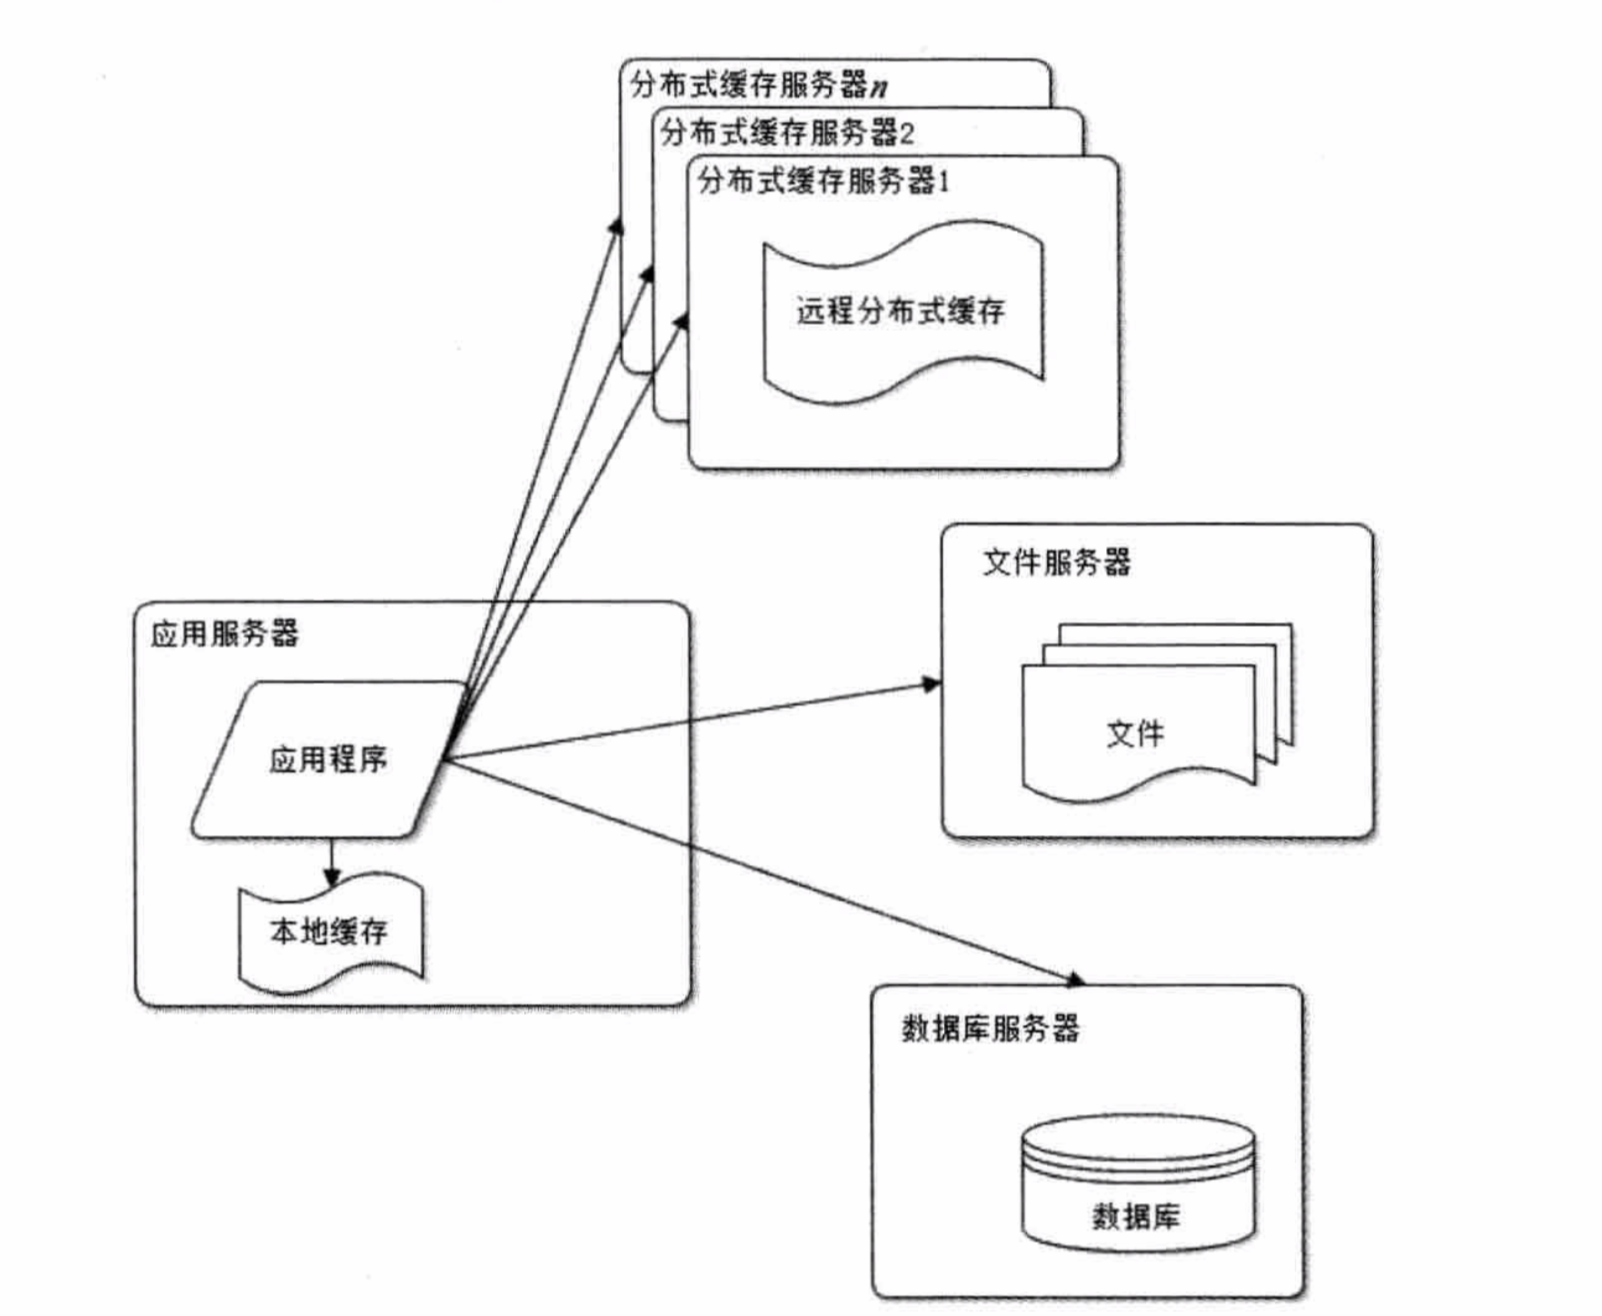 分布式缓存服务器n
分布式缓存服务器2
分布式缓存服务器1
远程分布式缓存
文件服务器
文件
应用服务器
应用程序
本地缓存
数据库服务器
数据库